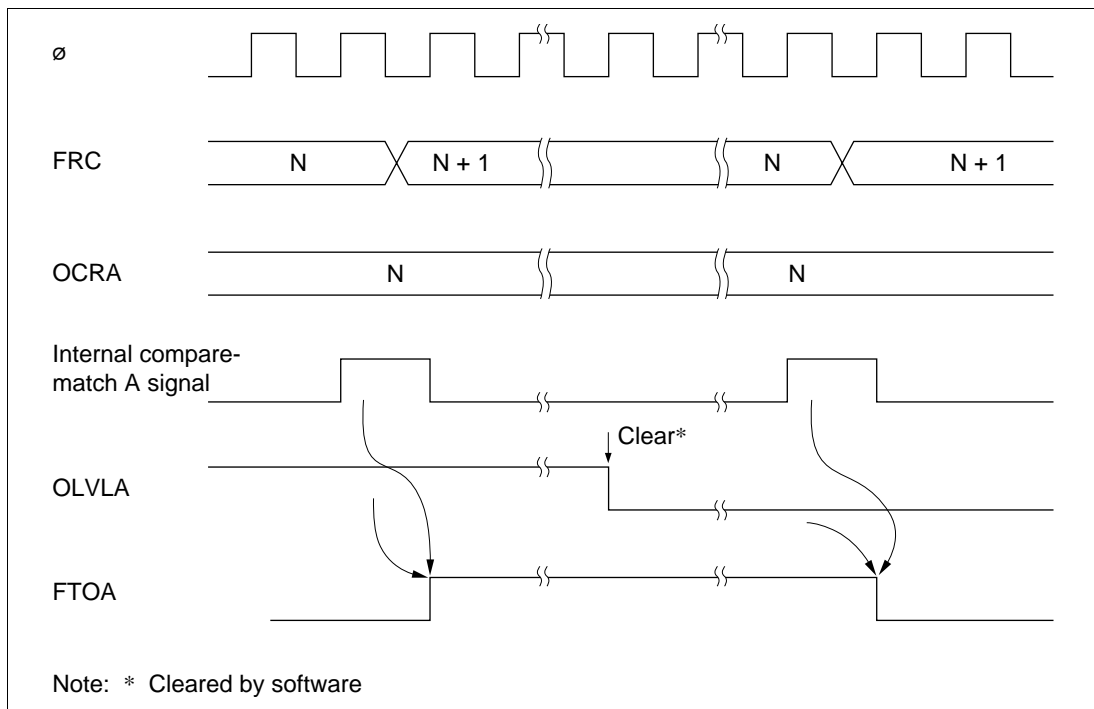 ø
FRC N N + 1 N N + 1
OCRA N N
Internal compare-
match A signal
Clear*
OLVLA
FTOA
Note: * Cleared by software